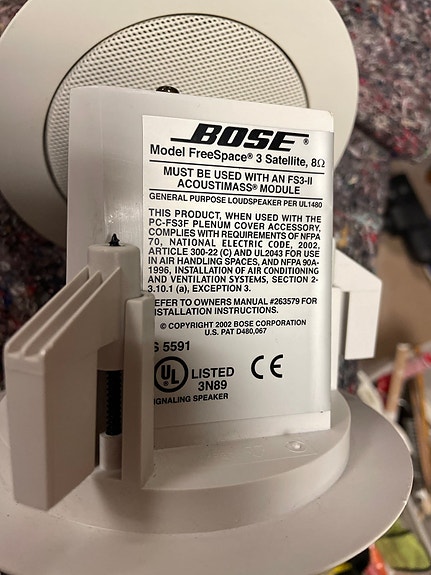 BOSE®
Model FreeSpace® 3 Satellite, 8Ω
MUST BE USED WITH AN FS3-II
ACOUSTIMASS® MODULE
GENERAL PURPOSE LOUDSPEAKER PER UL1480
THIS PRODUCT, WHEN USED WITH THE
PC-FS3F PLENUM COVER ACCESSORY,
COMPLIES WITH REQUIREMENTS OF NFPA
70, NATIONAL ELECTRIC CODE, 2002,
ARTICLE 300-22 (C) AND UL2043 FOR USE
IN AIR HANDLING SPACES, AND NFPA 90A-
1996, INSTALLATION OF AIR CONDITIONING
AND VENTILATION SYSTEMS, SECTION 2-
3.10.1 (a), EXCEPTION 3.
REFER TO OWNERS MANUAL #263579 FOR
INSTALLATION INSTRUCTIONS.
© COPYRIGHT 2002 BOSE CORPORATION
U.S. PAT D480,067
S 5591
UL LISTED CE
3N89
IGNALING SPEAKER